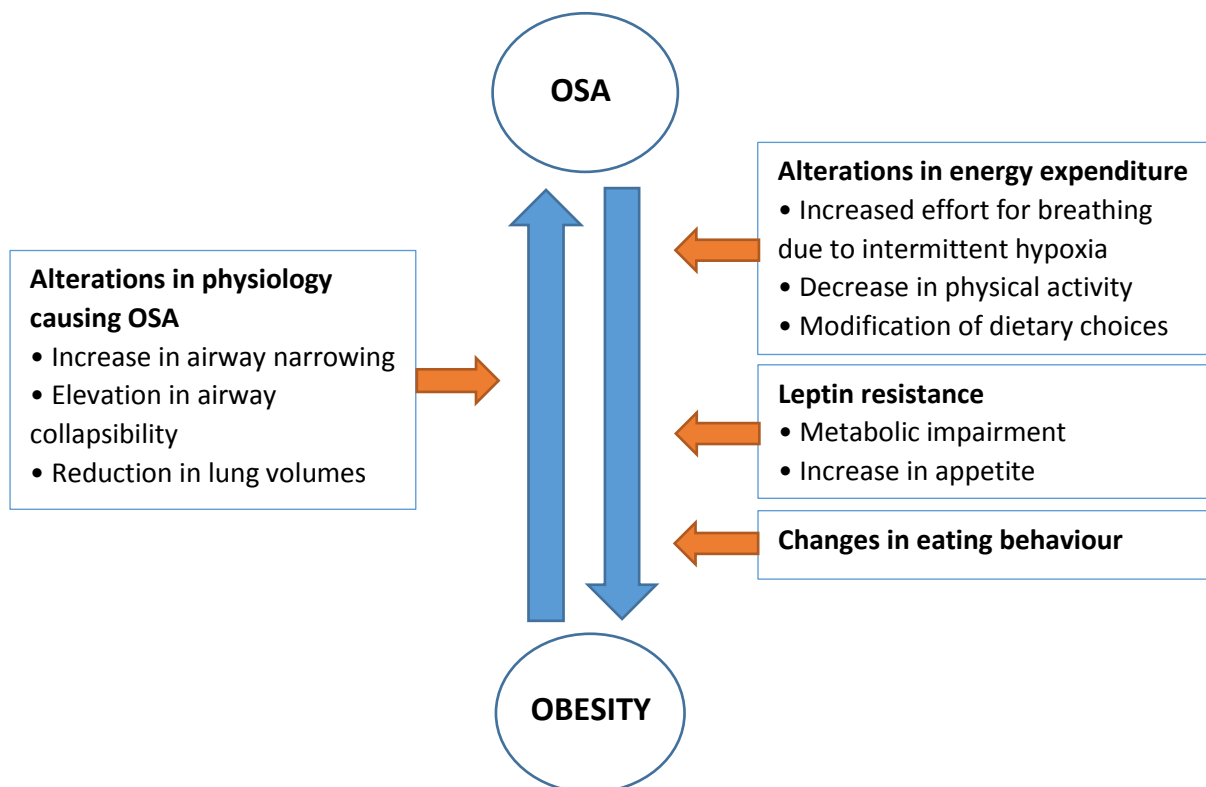 OSA
Alterations in physiology
causing OSA
• Increase in airway narrowing
• Elevation in airway
collapsibility
• Reduction in lung volumes
Alterations in energy expenditure
• Increased effort for breathing
due to intermittent hypoxia
• Decrease in physical activity
• Modification of dietary choices
Leptin resistance
• Metabolic impairment
• Increase in appetite
Changes in eating behaviour
OBESITY